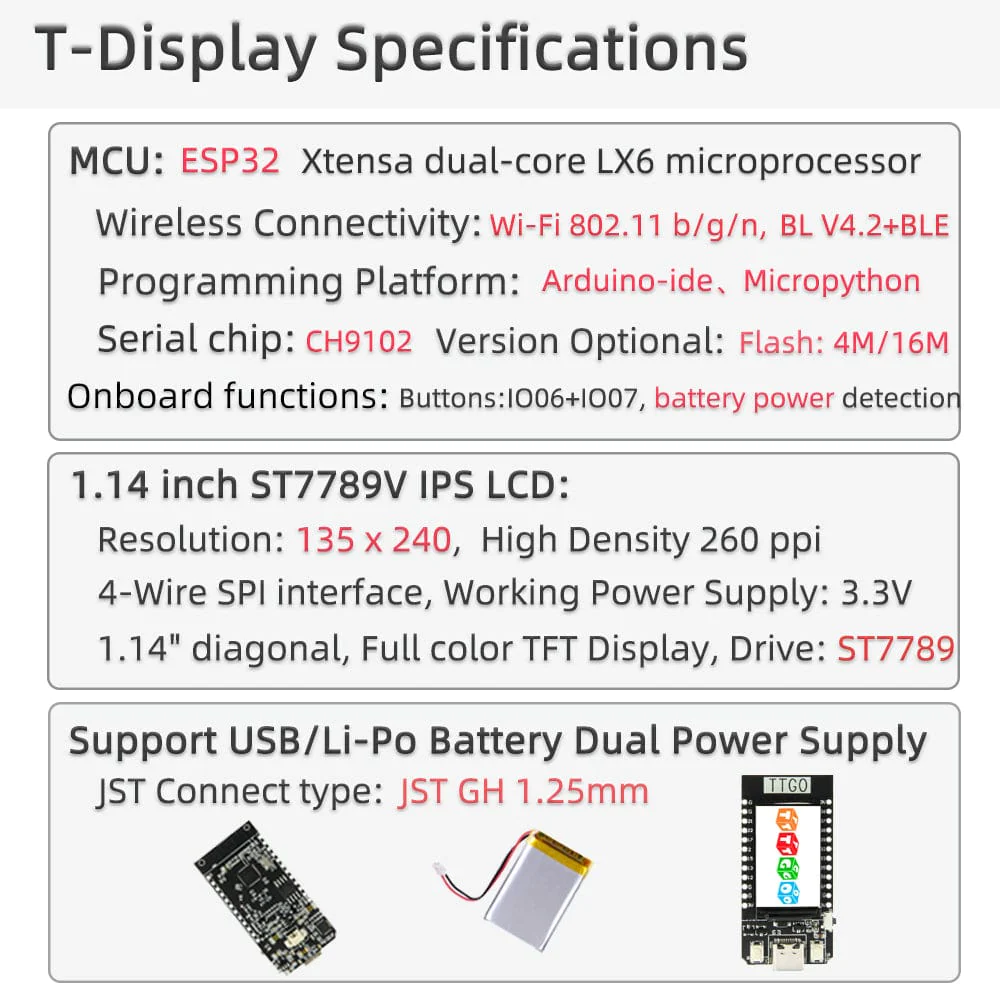 T-Display Specifications
MCU: ESP32 Xtensa dual-core LX6 microprocessor
Wireless Connectivity: Wi-Fi 802.11 b/g/n, BL V4.2+BLE
Programming Platform: Arduino-ide、Micropython
Serial chip: CH9102 Version Optional: Flash: 4M/16M
Onboard functions: Buttons:IO06+IO07, battery power detection
1.14 inch ST7789V IPS LCD:
Resolution: 135 x 240, High Density 260 ppi
4-Wire SPI interface, Working Power Supply: 3.3V
1.14" diagonal, Full color TFT Display, Drive: ST7789
Support USB/Li-Po Battery Dual Power Supply
JST Connect type: JST GH 1.25mm
TTGO
T
T
G
O